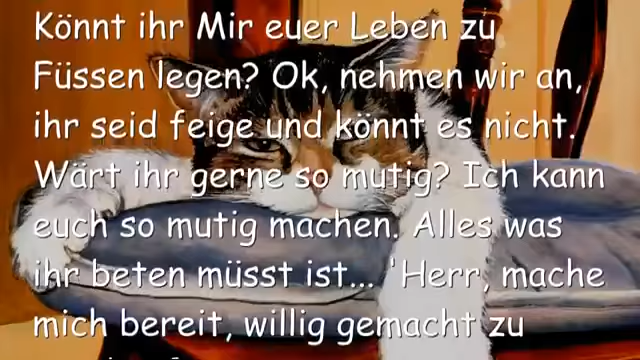 Könnt ihr Mir euer Leben zu
Füssen legen? Ok, nehmen wir an,
ihr seid feige und könnt es nicht.
Wärt ihr gerne so mutig? Ich kann
euch so mutig machen. Alles was
ihr beten müsst ist... 'Herr, mache
mich bereit, willig gemacht zu